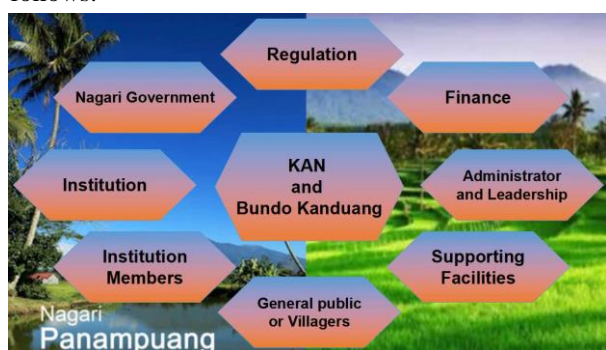 Regulation
Nagari Government
Finance
KAN
and
Bundo Kanduang
Institution
Administrator
and Leadership
Institution
Members
Supporting
Facilities
General public
or Villagers
Nagari
Panampuang